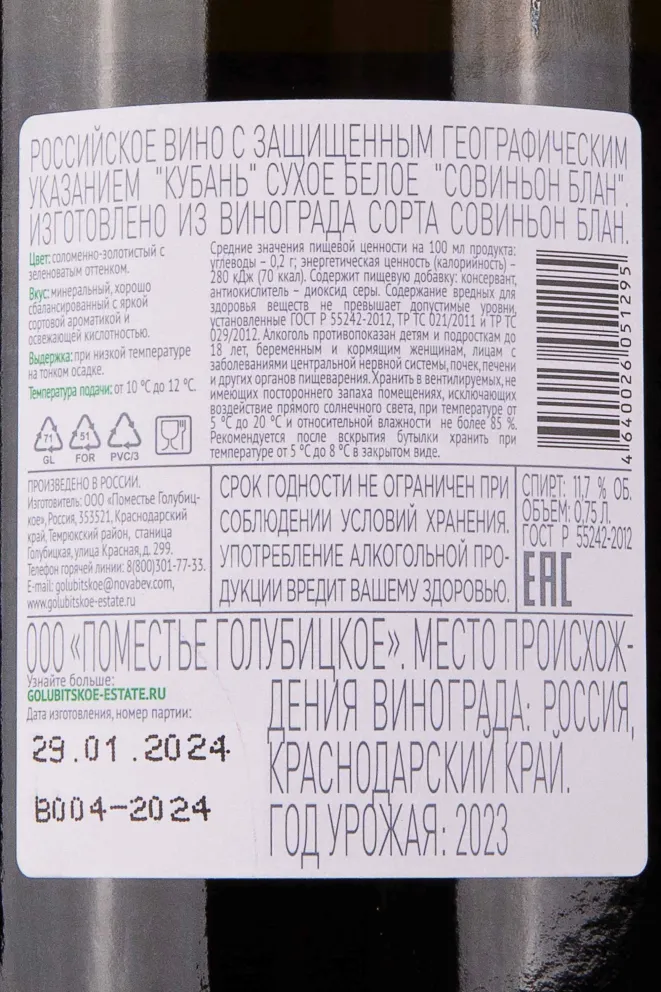 РОССИЙСКОЕ ВИНО С ЗАЩИЩЕННЫМ ГЕОГРАФИЧЕСКИМ
УКАЗАНИЕМ "КУБАНЬ" СУХОЕ БЕЛОЕ "СОВИНЬОН БЛАН".
ИЗГОТОВЛЕНО ИЗ ВИНОГРАДА СОРТА СОВИНЬОН БЛАН.
Цвет: соломенно-золотистый с
зеленоватым оттенком.
Вкус: минеральный, хорошо
сбалансированный с яркой
сортовой ароматикой и
освежающей кислотностью.
Выдержка: при низкой температуре
на тонком осадке.
Температура подачи: от 10 °С до 12 °С.
71
GL
51
FOR
PVC/3
Средние значения пищевой ценности на 100 мл продукта:
углеводы – 0,2 г; энергетическая ценность (калорийность) –
280 кДж (70 ккал). Содержит пищевую добавку: консервант,
антиокислитель – диоксид серы. Содержание вредных для
здоровья веществ не превышает допустимые уровни,
установленные ГОСТ Р 55242-2012, ТР ТС 021/2011 и ТР ТС
029/2012. Алкоголь противопоказан детям и подросткам до
18 лет, беременным и кормящим женщинам, лицам с
заболеваниями центральной нервной системы, почек, печени
и других органов пищеварения. Хранить в вентилируемых, не
имеющих постороннего запаха помещениях, исключающих
воздействие прямого солнечного света, при температуре от
5 °С до 20 °С и относительной влажности не более 85 %.
Рекомендуется после вскрытия бутылки хранить при
температуре от 5 °С до 8 °С в закрытом виде.
4 640026 051295
ПРОИЗВЕДЕНО В РОССИИ.
Изготовитель: ООО «Поместье Голубиц-
кое», Россия, 353521, Краснодарский
край, Темрюкский район, станица
Голубицкая, улица Красная, д. 299.
Телефон горячей линии: 8(800)301-77-33.
E-mail: golubitskoe@novabev.com,
www.golubitskoe-estate.ru
СРОК ГОДНОСТИ НЕ ОГРАНИЧЕН ПРИ
СОБЛЮДЕНИИ УСЛОВИЙ ХРАНЕНИЯ.
УПОТРЕБЛЕНИЕ АЛКОГОЛЬНОЙ ПРО-
ДУКЦИИ ВРЕДИТ ВАШЕМУ ЗДОРОВЬЮ.
СПИРТ: 11,7 % ОБ.
ОБЪЕМ: 0,75 Л.
ГОСТ Р 55242-2012
ЕАС
ООО «ПОМЕСТЬЕ ГОЛУБИЦКОЕ». МЕСТО ПРОИСХОЖ-
ДЕНИЯ ВИНОГРАДА: РОССИЯ,
КРАСНОДАРСКИЙ КРАЙ.
ГОД УРОЖАЯ: 2023
Узнайте больше:
GOLUBITSKOE-ESTATE.RU
Дата изготовления, номер партии:
29.01.2024
B004-2024